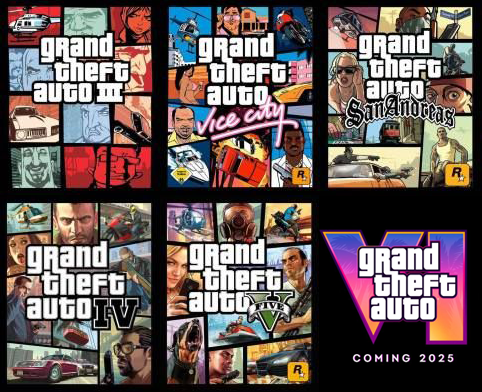 grand
theft
auto III
grand
theft
auto
Vice City
R
grand
theft
auto
San Andreas
R
grand
theft
auto IV
grand
theft
auto V
FIVE
R
VI
grand
theft
auto
COMING 2025